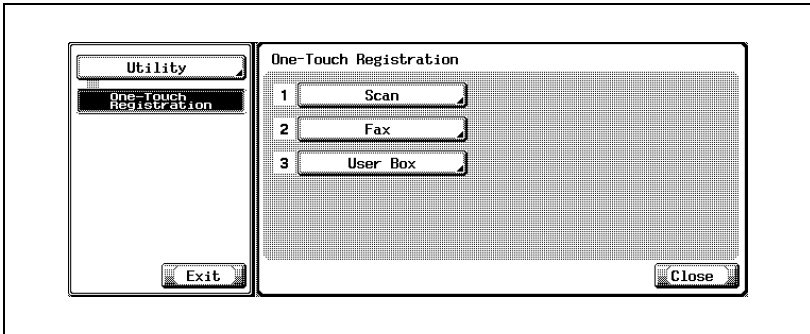 Utility
One-Touch
Registration
Exit
One-Touch Registration
1 Scan
2 Fax
3 User Box
Close